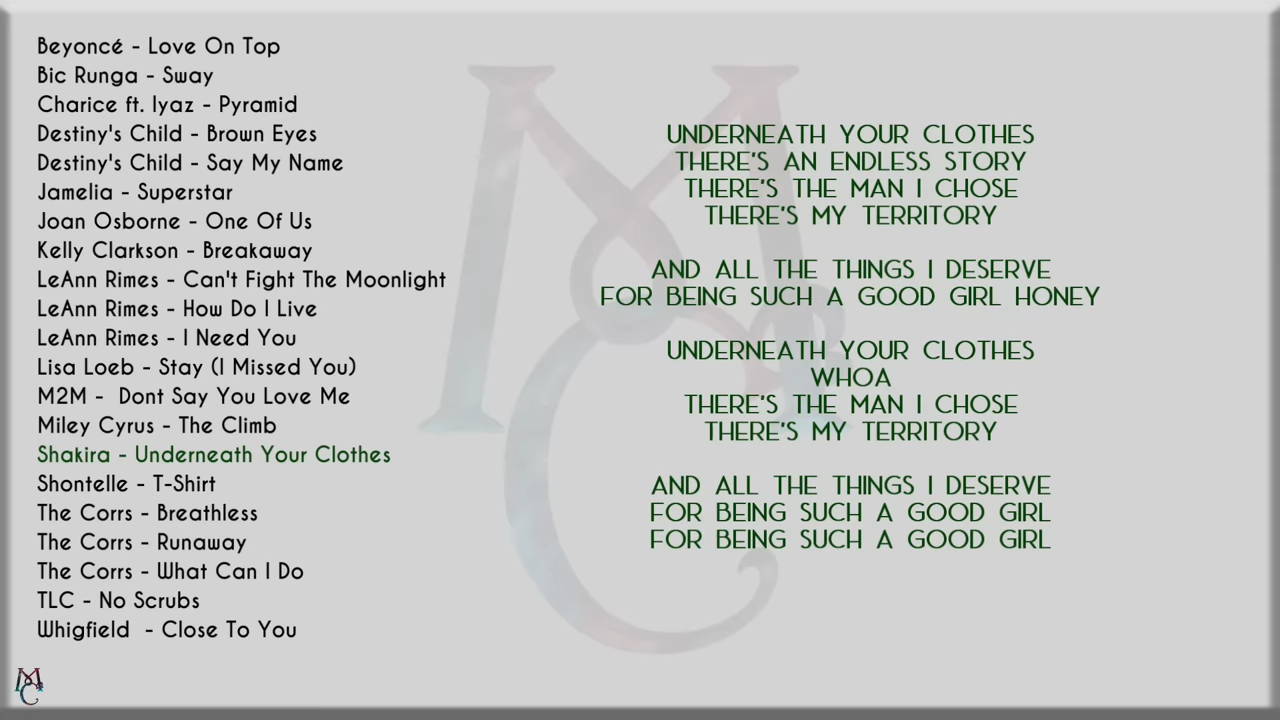 Beyoncé - Love On Top
Bic Runga - Sway
Charice ft. Iyaz - Pyramid
Destiny's Child - Brown Eyes
Destiny's Child - Say My Name
Jamelia - Superstar
Joan Osborne - One Of Us
Kelly Clarkson - Breakaway
LeAnn Rimes - Can't Fight The Moonlight
LeAnn Rimes - How Do I Live
LeAnn Rimes - I Need You
Lisa Loeb - Stay (I Missed You)
M2M -  Dont Say You Love Me
Miley Cyrus - The Climb
Shakira - Underneath Your Clothes
Shontelle - T-Shirt
The Corrs - Breathless
The Corrs - Runaway
The Corrs - What Can I Do
TLC - No Scrubs
Whigfield  - Close To You
UNDERNEATH YOUR CLOTHES
THERE'S AN ENDLESS STORY
THERE'S THE MAN I CHOSE
THERE'S MY TERRITORY
AND ALL THE THINGS I DESERVE
FOR BEING SUCH A GOOD GIRL HONEY
UNDERNEATH YOUR CLOTHES
WHOA
THERE'S THE MAN I CHOSE
THERE'S MY TERRITORY
AND ALL THE THINGS I DESERVE
FOR BEING SUCH A GOOD GIRL
FOR BEING SUCH A GOOD GIRL
MC
MC